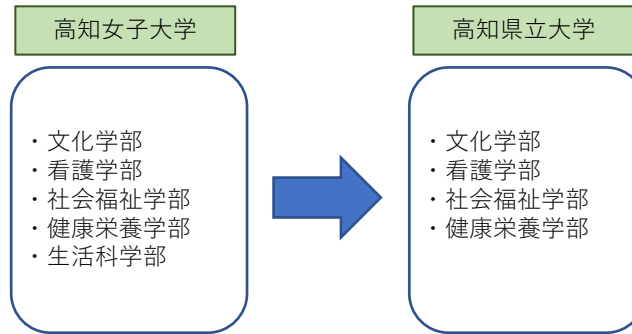 高知女子大学
・文化学部
・看護学部
・社会福祉学部
・健康栄養学部
・生活科学部
高知県立大学
・文化学部
・看護学部
・社会福祉学部
・健康栄養学部